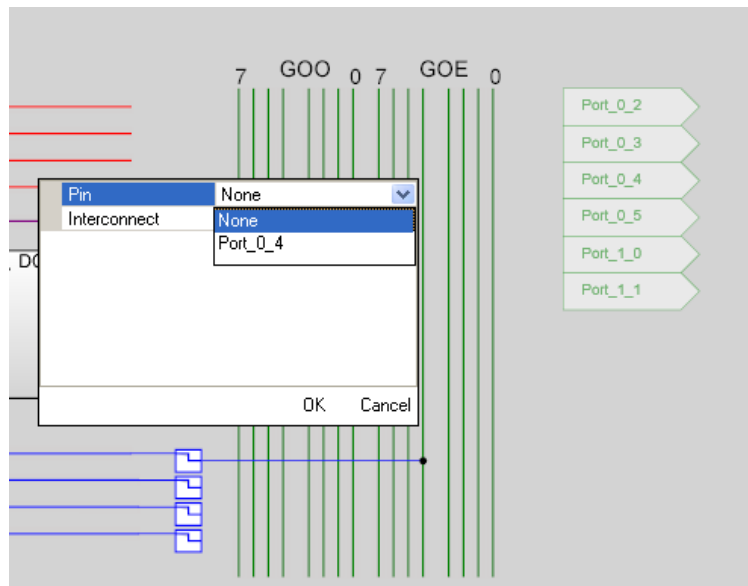 7 GOO 0 7 GOE 0
Port_0_2
Port_0_3
Port_0_4
Port_0_5
Port_1_0
Port_1_1
Pin None
Interconnect None
Port_0_4
DC
OK Cancel